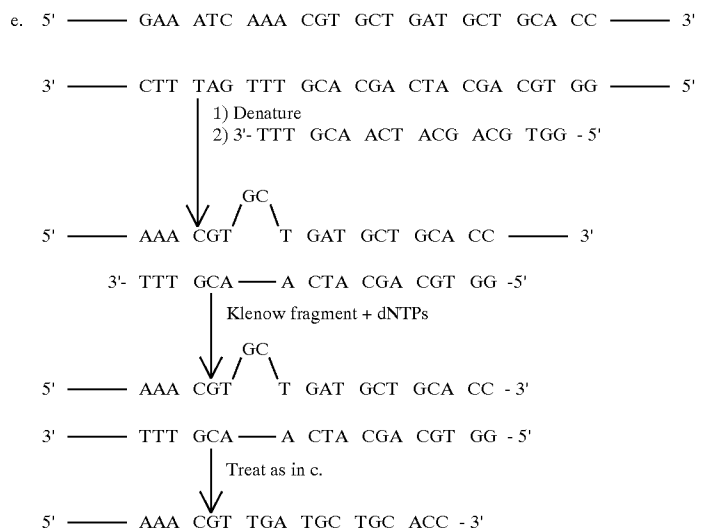 e. 5' GAA ATC AAA CGT GCT GAT GCT GCA CC 3'
3' CTT TAG TTT GCA CGA CTA CGA CGT GG 5'
1) Denature
2) 3'- TTT GCA ACT ACG ACG TGG - 5'
GC
5' AAA CGT T GAT GCT GCA CC 3'
3'- TTT GCA A CTA CGA CGT GG -5'
Klenow fragment + dNTPs
GC
5' AAA CGT T GAT GCT GCA CC - 3'
3' TTT GCA A CTA CGA CGT GG - 5'
Treat as in c.
5' AAA CGT TGA TGC TGC ACC - 3'